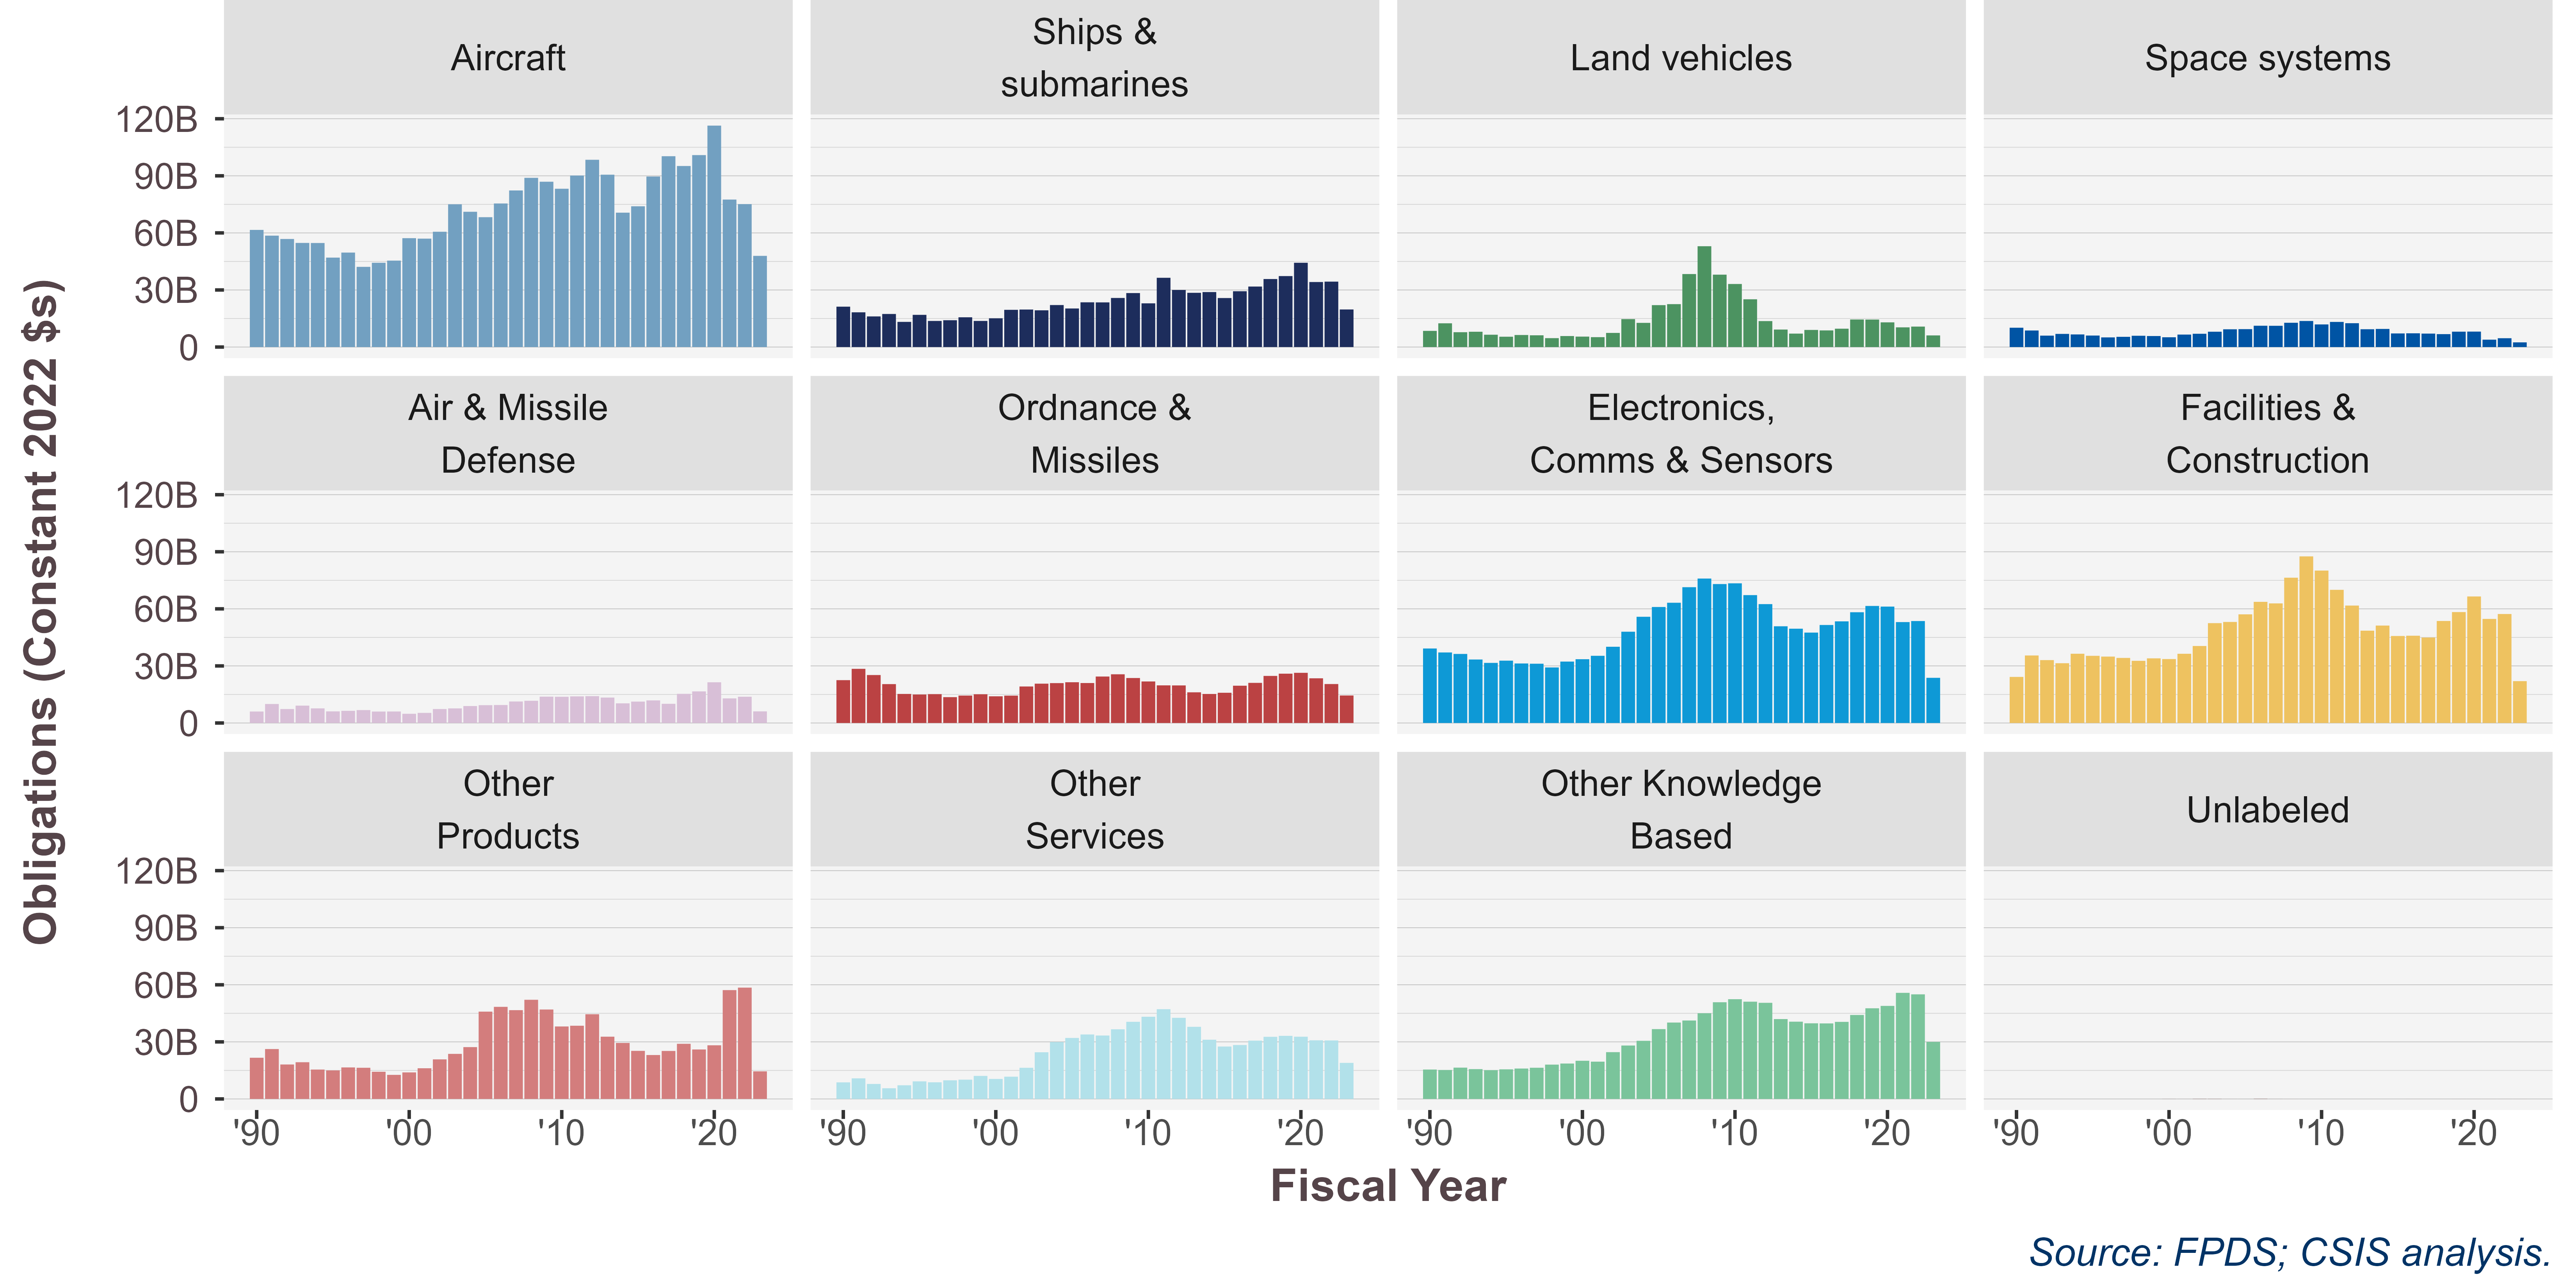 Aircraft
Ships &
submarines
Land vehicles
Space systems
120B
90B
60B
30B
0
Air & Missile
Defense
Ordnance &
Missiles
Electronics,
Comms & Sensors
Facilities &
Construction
120B
90B
60B
30B
0
Other
Products
Other
Services
Other Knowledge
Based
Unlabeled
120B
90B
60B
30B
0
'90 '00 '10 '20
'90 '00 '10 '20
'90 '00 '10 '20
'90 '00 '10 '20
Obligations (Constant 2022 $s)
Fiscal Year
Source: FPDS; CSIS analysis.